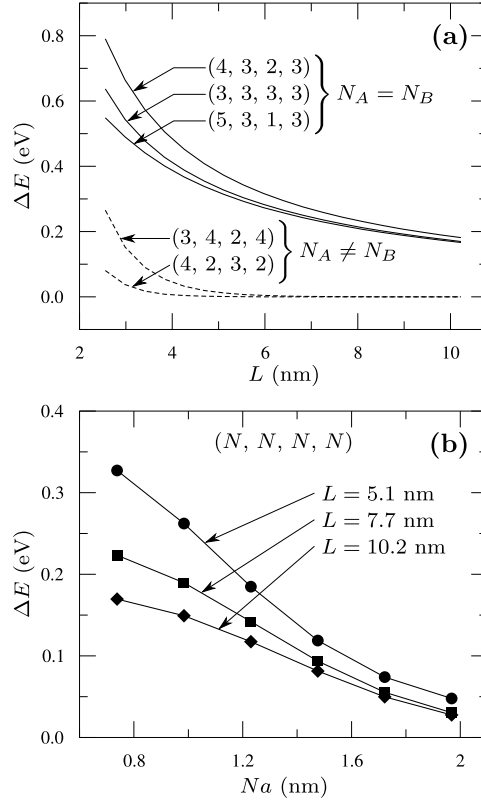 (a)
0.8
(4, 3, 2, 3)
(3, 3, 3, 3)
(5, 3, 1, 3)
N_A = N_B
0.6
ΔE (eV)
0.4
0.2
(3, 4, 2, 4)
(4, 2, 3, 2)
N_A ≠ N_B
0.0
2 4 6 8 10
L (nm)
0.4
(N, N, N, N)
(b)
L = 5.1 nm
0.3
L = 7.7 nm
L = 10.2 nm
ΔE (eV)
0.2
0.1
0.0
0.8 1.2 1.6 2
Na (nm)